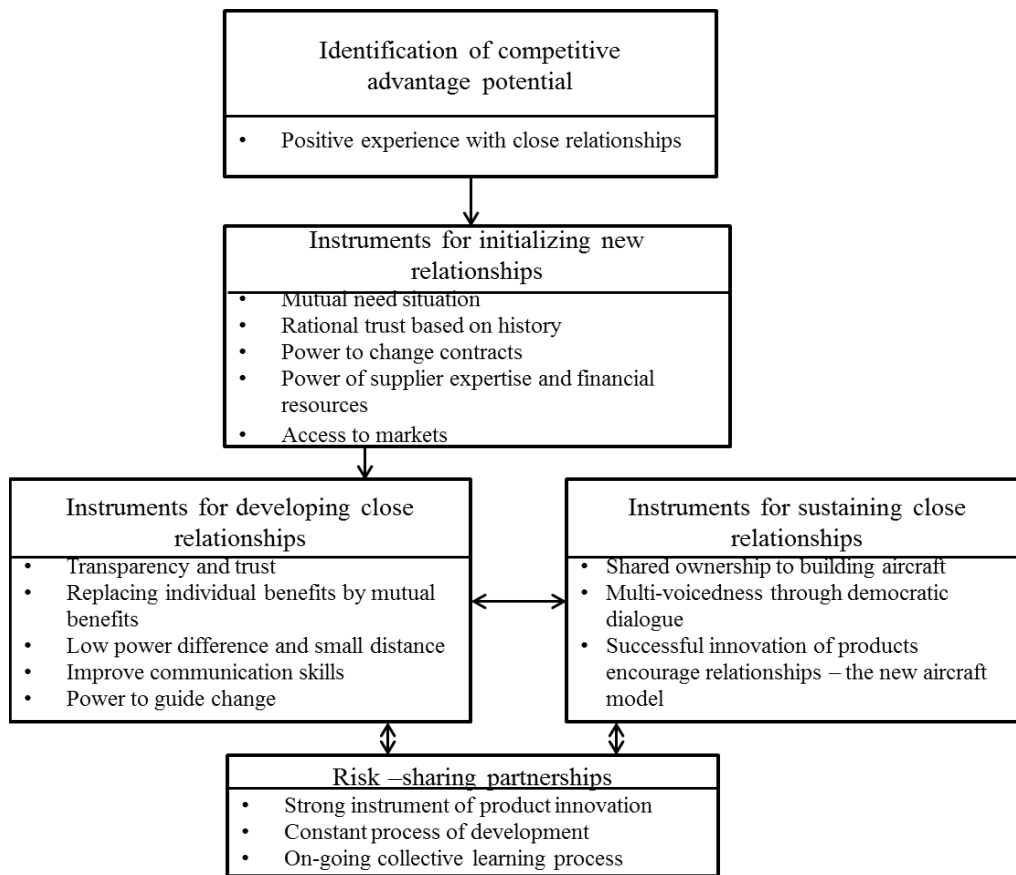 Identification of competitive
advantage potential
• Positive experience with close relationships
Instruments for initializing new
relationships
• Mutual need situation
• Rational trust based on history
• Power to change contracts
• Power of supplier expertise and financial
resources
• Access to markets
Instruments for developing close
relationships
• Transparency and trust
• Replacing individual benefits by mutual
benefits
• Low power difference and small distance
• Improve communication skills
• Power to guide change
Instruments for sustaining close
relationships
• Shared ownership to building aircraft
• Multi-voicedness through democratic
dialogue
• Successful innovation of products
encourage relationships – the new aircraft
model
Risk –sharing partnerships
• Strong instrument of product innovation
• Constant process of development
• On-going collective learning process